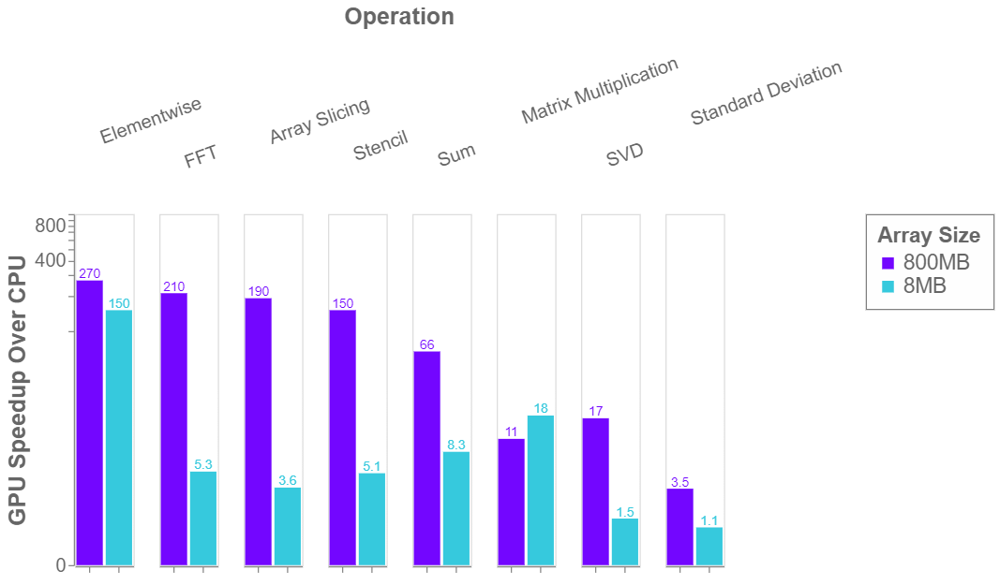 Operation
Elementwise
FFT
Array Slicing
Stencil
Sum
Matrix Multiplication
SVD
Standard Deviation
GPU Speedup Over CPU
800
400
0
270
150
210
5.3
190
3.6
150
5.1
66
8.3
11
18
17
1.5
3.5
1.1
Array Size
800MB
8MB